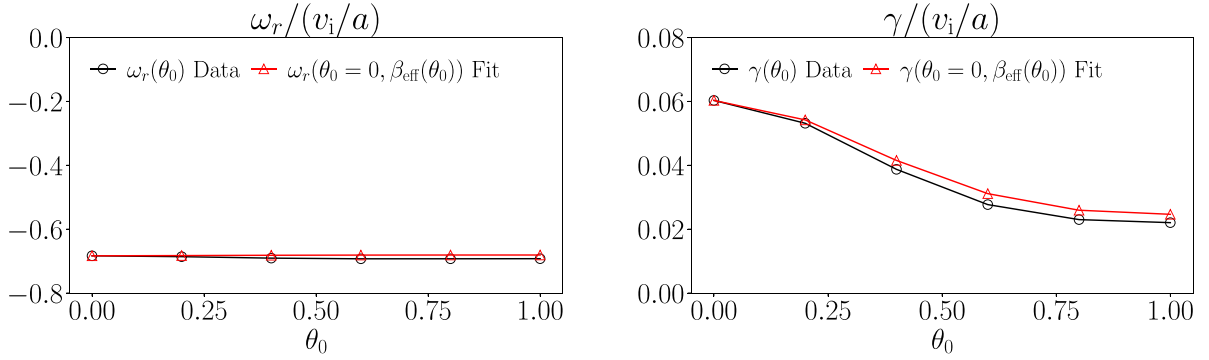 ω_r/(v_i/a)
0.0
−0.2
−0.4
−0.6
−0.8
ω_r(θ_0) Data
ω_r(θ_0 = 0, β_eff(θ_0)) Fit
0.00 0.25 0.50 0.75 1.00
θ_0
γ/(v_i/a)
0.08
0.06
0.04
0.02
0.00
γ(θ_0) Data
γ(θ_0 = 0, β_eff(θ_0)) Fit
0.00 0.25 0.50 0.75 1.00
θ_0